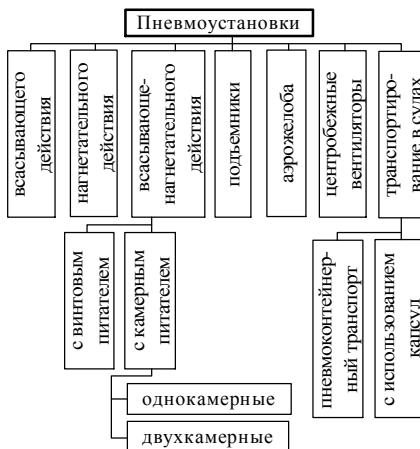 Пневмоустановки
всасывающего
действия
нагнетательного
действия
всасывающе-
нагнетательного
действия
подъемники
аэрожелоба
центробежные
вентиляторы
транспортиро-
вание в судах
с винтовым
питателем
с камерным
питателем
пневмоконтейнер-
ный транспорт
с использованием
капсуд
однокамерные
двухкамерные